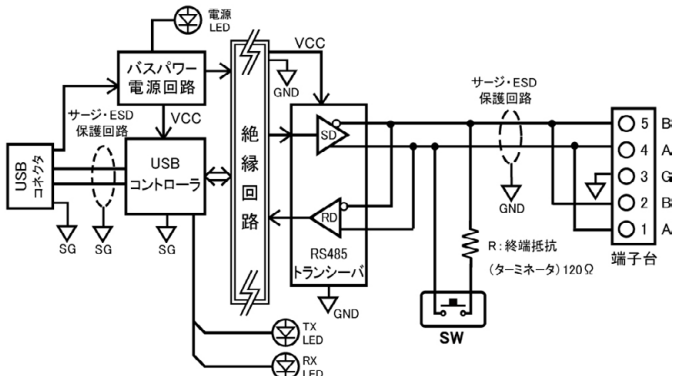 電源
LED
バスパワー
電源回路
VCC
サージ・ESD
保護回路
VCC
USB
コネクタ
USB
コントローラ
SG
SG
SG
絶縁回路
GND
SD
RD
RS485
トランシーバ
GND
サージ・ESD
保護回路
GND
R：終端抵抗
（ターミネータ）120Ω
SW
5 B
4 A
3 G
2 B
1 A
端子台
TX
LED
RX
LED